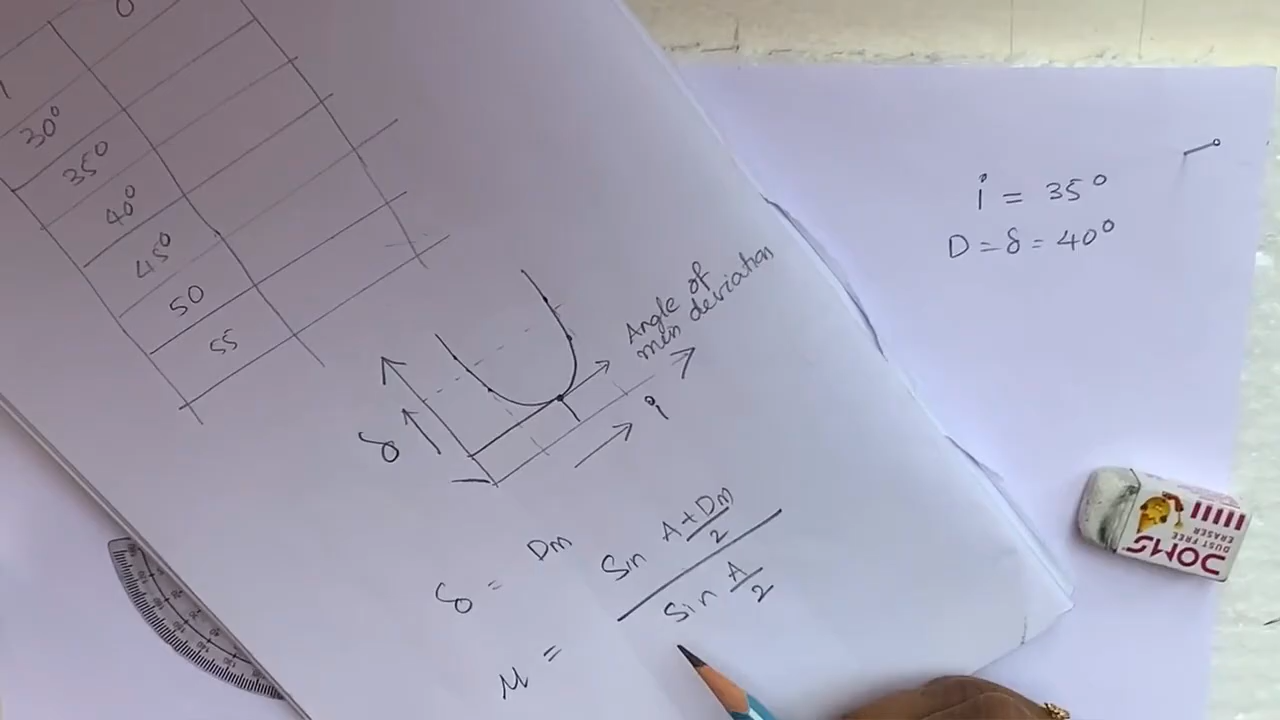 30°
35°
40°
45°
50
55
δ
i
Angle of
min deviation
δ = Dm
μ = Sin A+Dm/2
Sin A/2
i = 35°
D = δ = 40°
DOMS
DUST FREE
ERASER